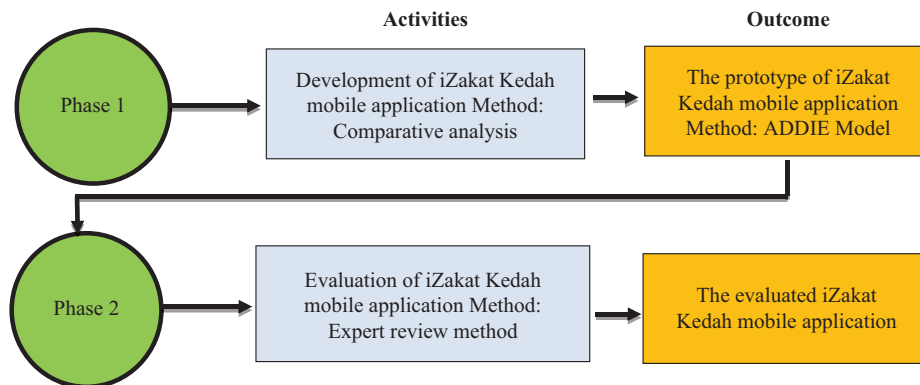 Activities
Outcome
Phase 1
Development of iZakat Kedah
mobile application Method:
Comparative analysis
The prototype of iZakat
Kedah mobile application
Method: ADDIE Model
Phase 2
Evaluation of iZakat Kedah
mobile application Method:
Expert review method
The evaluated iZakat
Kedah mobile application